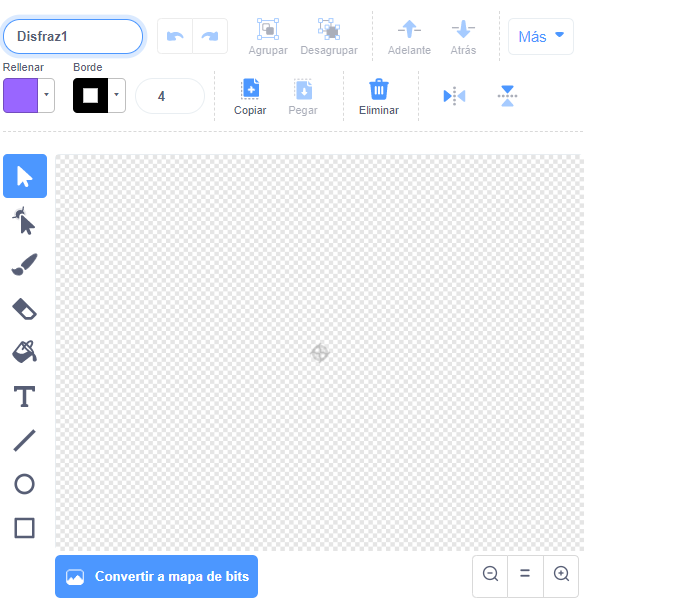 Disfraz1
Agrupar Desagrupar Adelante Atrás Más
Rellenar Borde
4
Copiar Pegar Eliminar
T
Convertir a mapa de bits